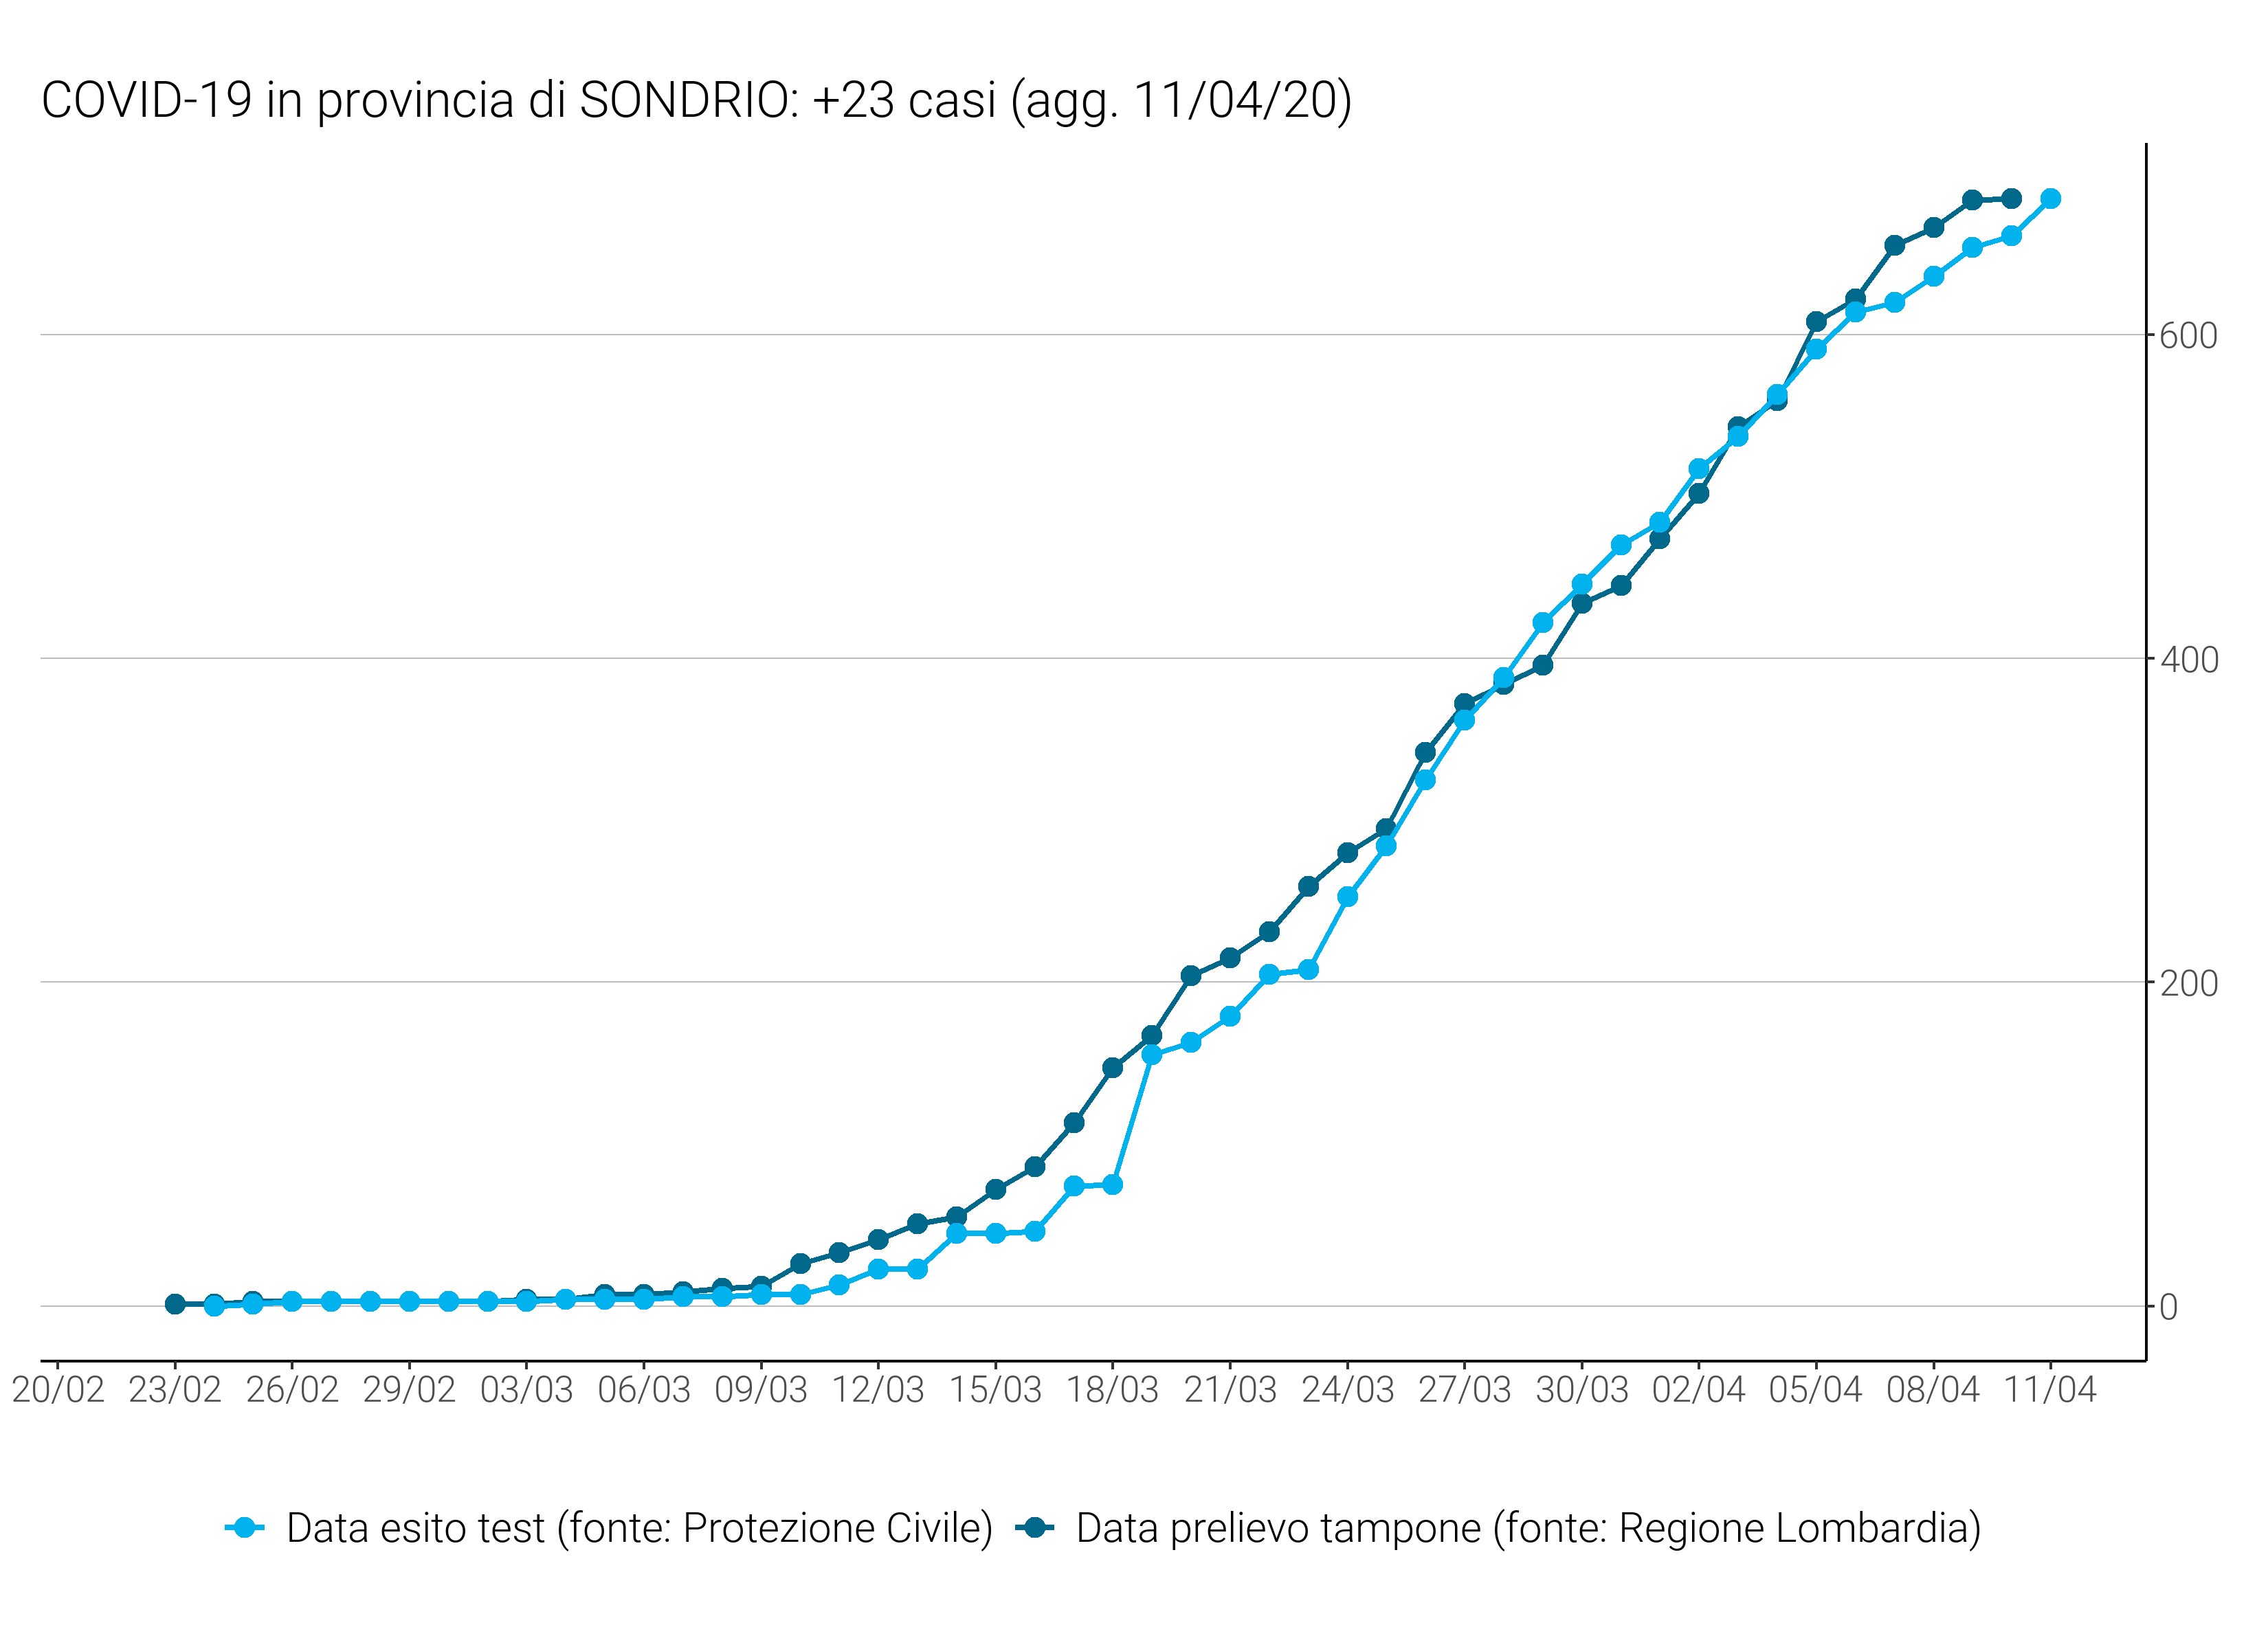 COVID-19 in provincia di SONDRIO: +23 casi (agg. 11/04/20)
600
400
200
0
20/02 23/02 26/02 29/02 03/03 06/03 09/03 12/03 15/03 18/03 21/03 24/03 27/03 30/03 02/04 05/04 08/04 11/04
Data esito test (fonte: Protezione Civile) Data prelievo tampone (fonte: Regione Lombardia)